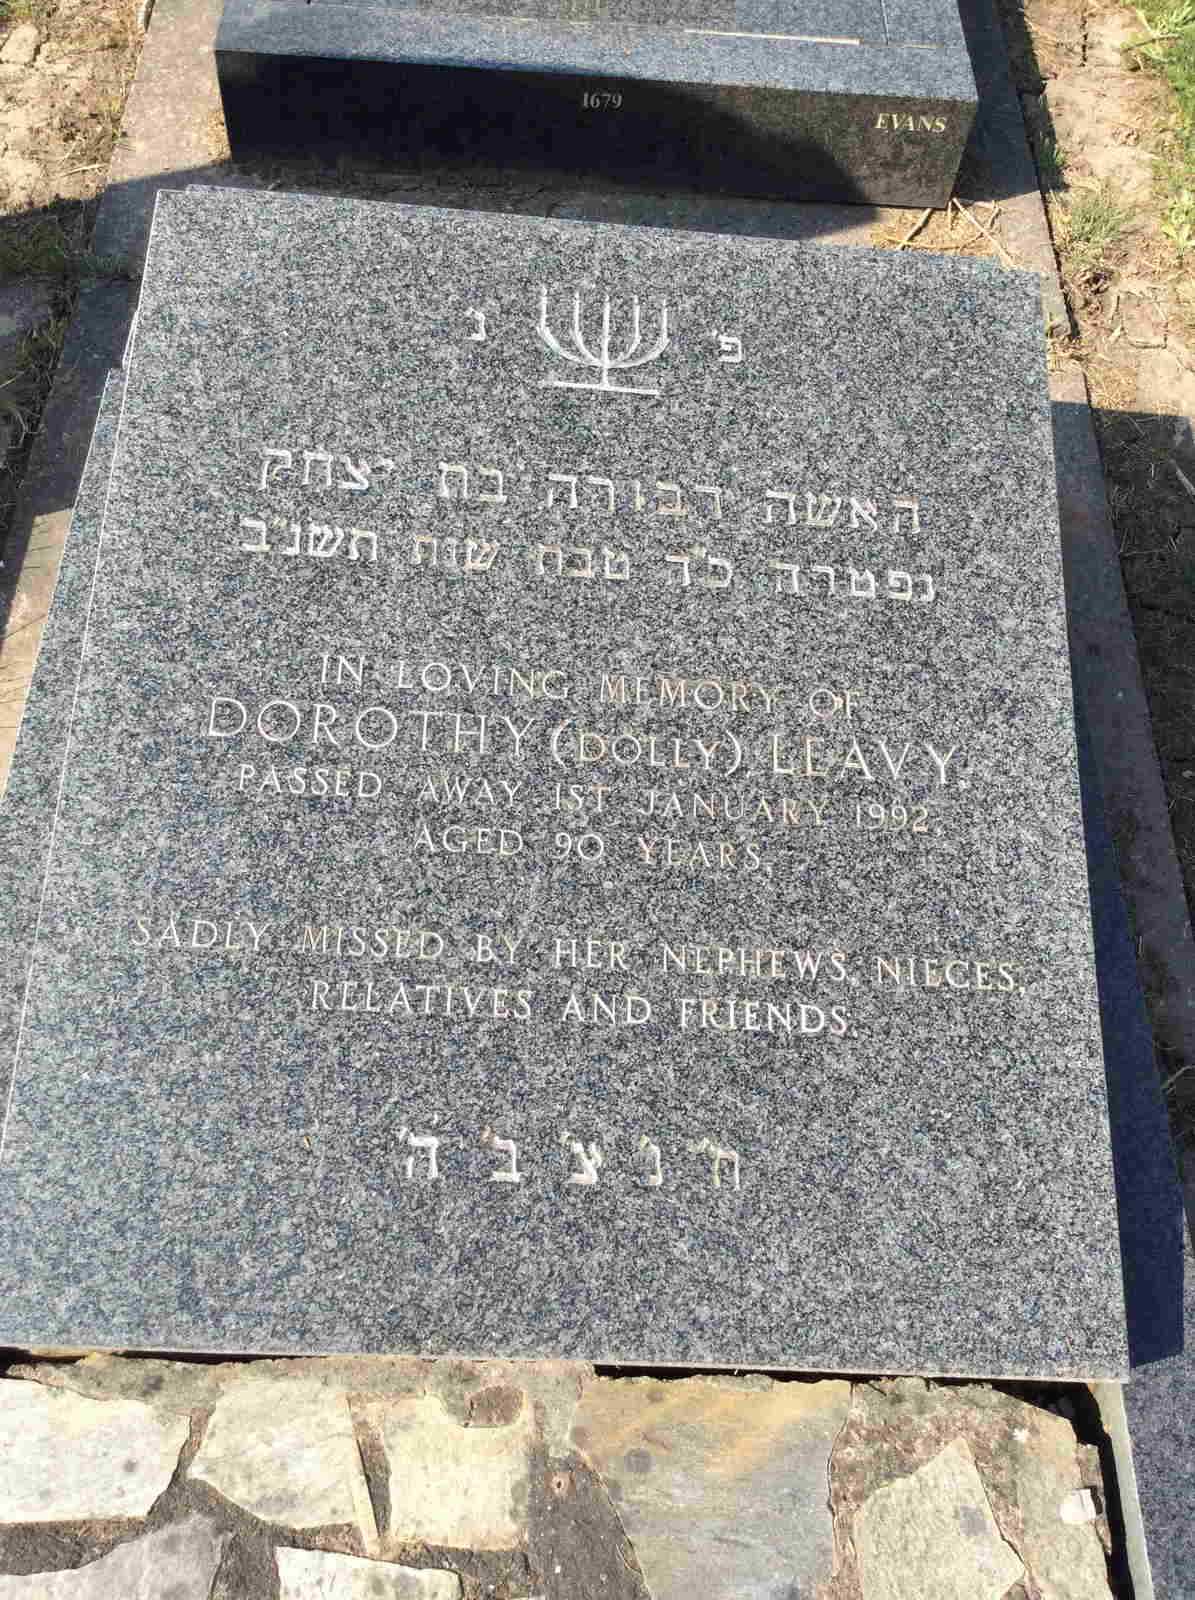 1679
EVANS
פ' נ'
האשה דבורה בת יצחק
נפטרה כ"ד טבת שנת תשנ"ב
IN LOVING MEMORY OF
DOROTHY (DOLLY) LEAVY,
PASSED AWAY 1ST JANUARY 1992,
AGED 90 YEARS.
SADLY MISSED BY HER NEPHEWS, NIECES,
RELATIVES AND FRIENDS.
ת' נ' צ' ב' ה'